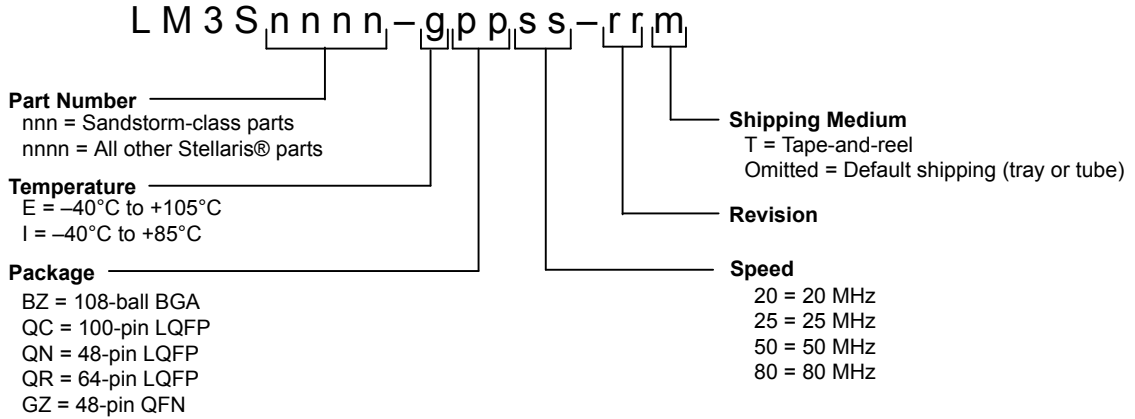 LM3Snnnn–gppss–rrm
Part Number
nnn = Sandstorm-class parts
nnnn = All other Stellaris® parts
Temperature
E = –40°C to +105°C
I = –40°C to +85°C
Package
BZ = 108-ball BGA
QC = 100-pin LQFP
QN = 48-pin LQFP
QR = 64-pin LQFP
GZ = 48-pin QFN
Shipping Medium
T = Tape-and-reel
Omitted = Default shipping (tray or tube)
Revision
Speed
20 = 20 MHz
25 = 25 MHz
50 = 50 MHz
80 = 80 MHz